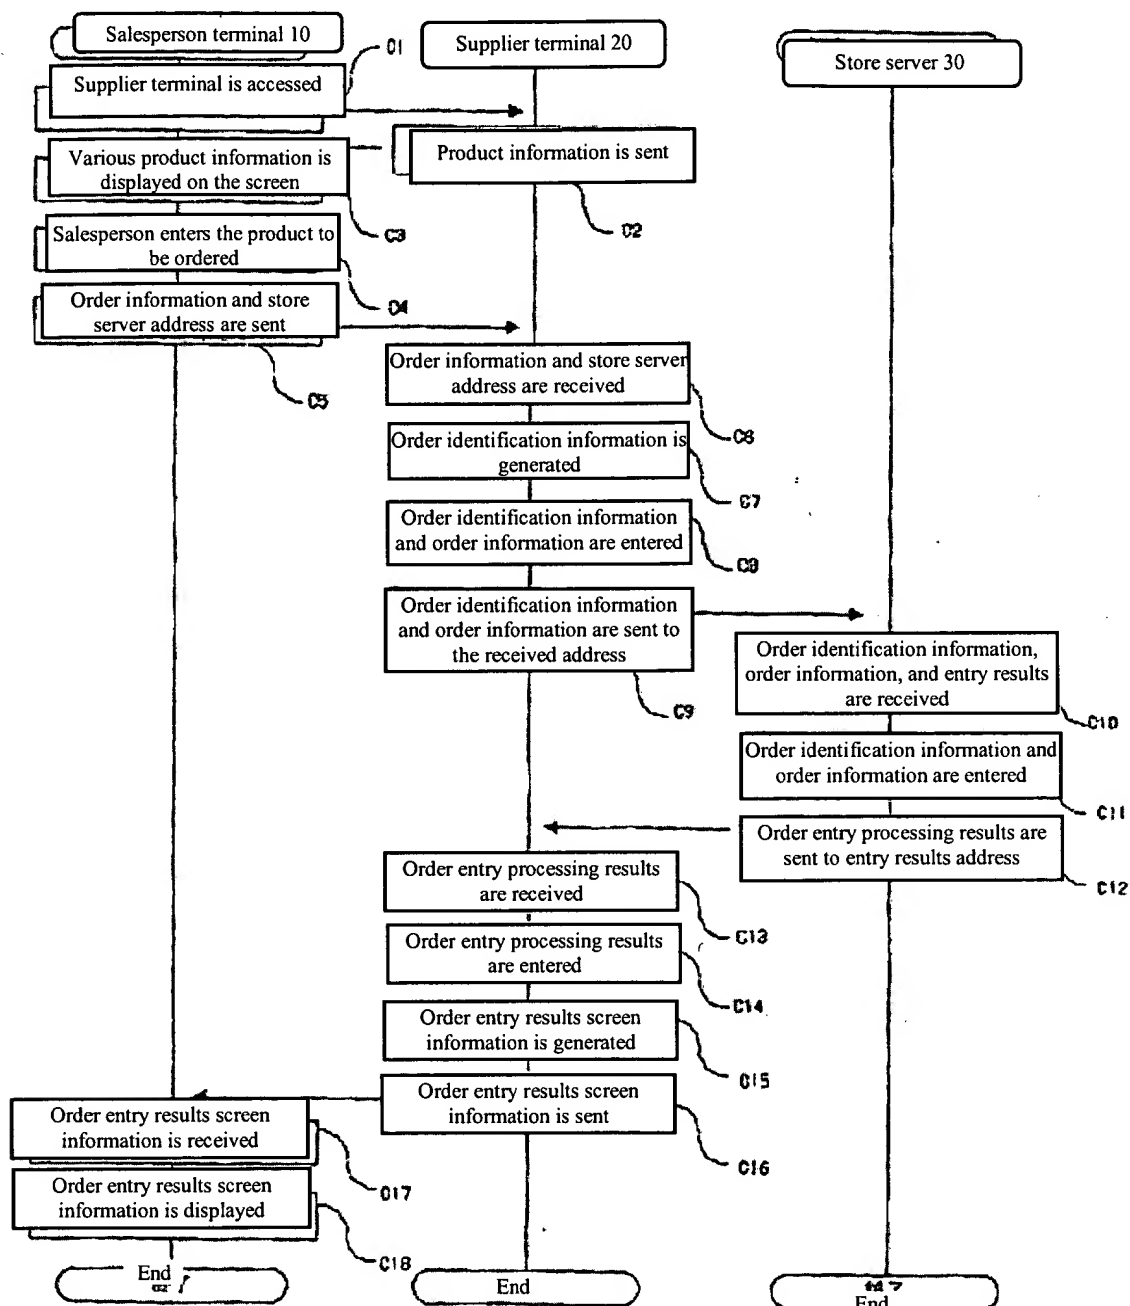 Salesperson terminal 10
Supplier terminal 20
Store server 30
Supplier terminal is accessed
C1
Product information is sent
C2
Various product information is
displayed on the screen
C3
Salesperson enters the product to
be ordered
C4
Order information and store
server address are sent
C5
Order information and store server
address are received
C6
Order identification information is
generated
C7
Order identification information
and order information are entered
C8
Order identification information
and order information are sent to
the received address
C9
Order identification information,
order information, and entry results
are received
C10
Order identification information and
order information are entered
C11
Order entry processing results are
sent to entry results address
C12
Order entry processing results
are received
C13
Order entry processing results
are entered
C14
Order entry results screen
information is generated
C15
Order entry results screen
information is sent
C16
Order entry results screen
information is received
C17
Order entry results screen
information is displayed
C18
End
End
End